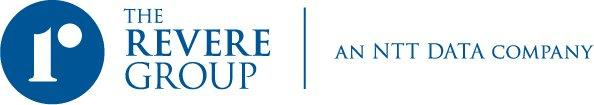 r
THE
REVERE
GROUP
AN NTT DATA COMPANY